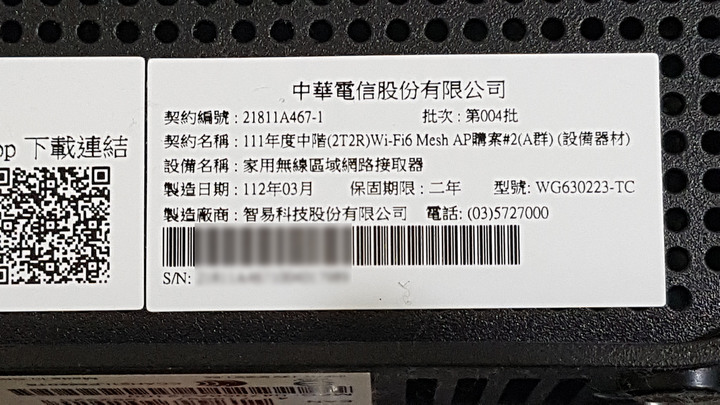 中華電信股份有限公司
契約編號：21811A467-1 批次：第004批
契約名稱：111年度中階(2T2R)Wi-Fi6 Mesh AP購案#2(A群) (設備器材)
設備名稱：家用無線區域網路接取器
製造日期：112年03月 保固期限：二年 型號: WG630223-TC
製造廠商：智易科技股份有限公司 電話: (03)5727000
S/N:
pp 下載連結